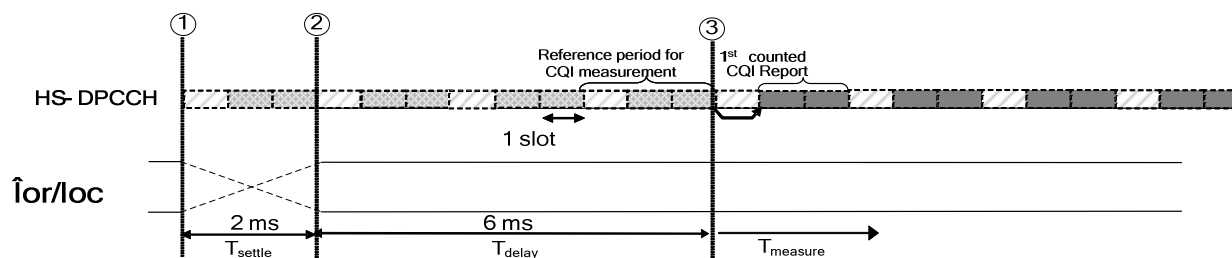 ① ② ③
Reference period for
CQI measurement
1st counted
CQI Report
HS- DPCCH
1 slot
Îor/Ioc
2 ms
6 ms
Tsettle
Tdelay
Tmeasure